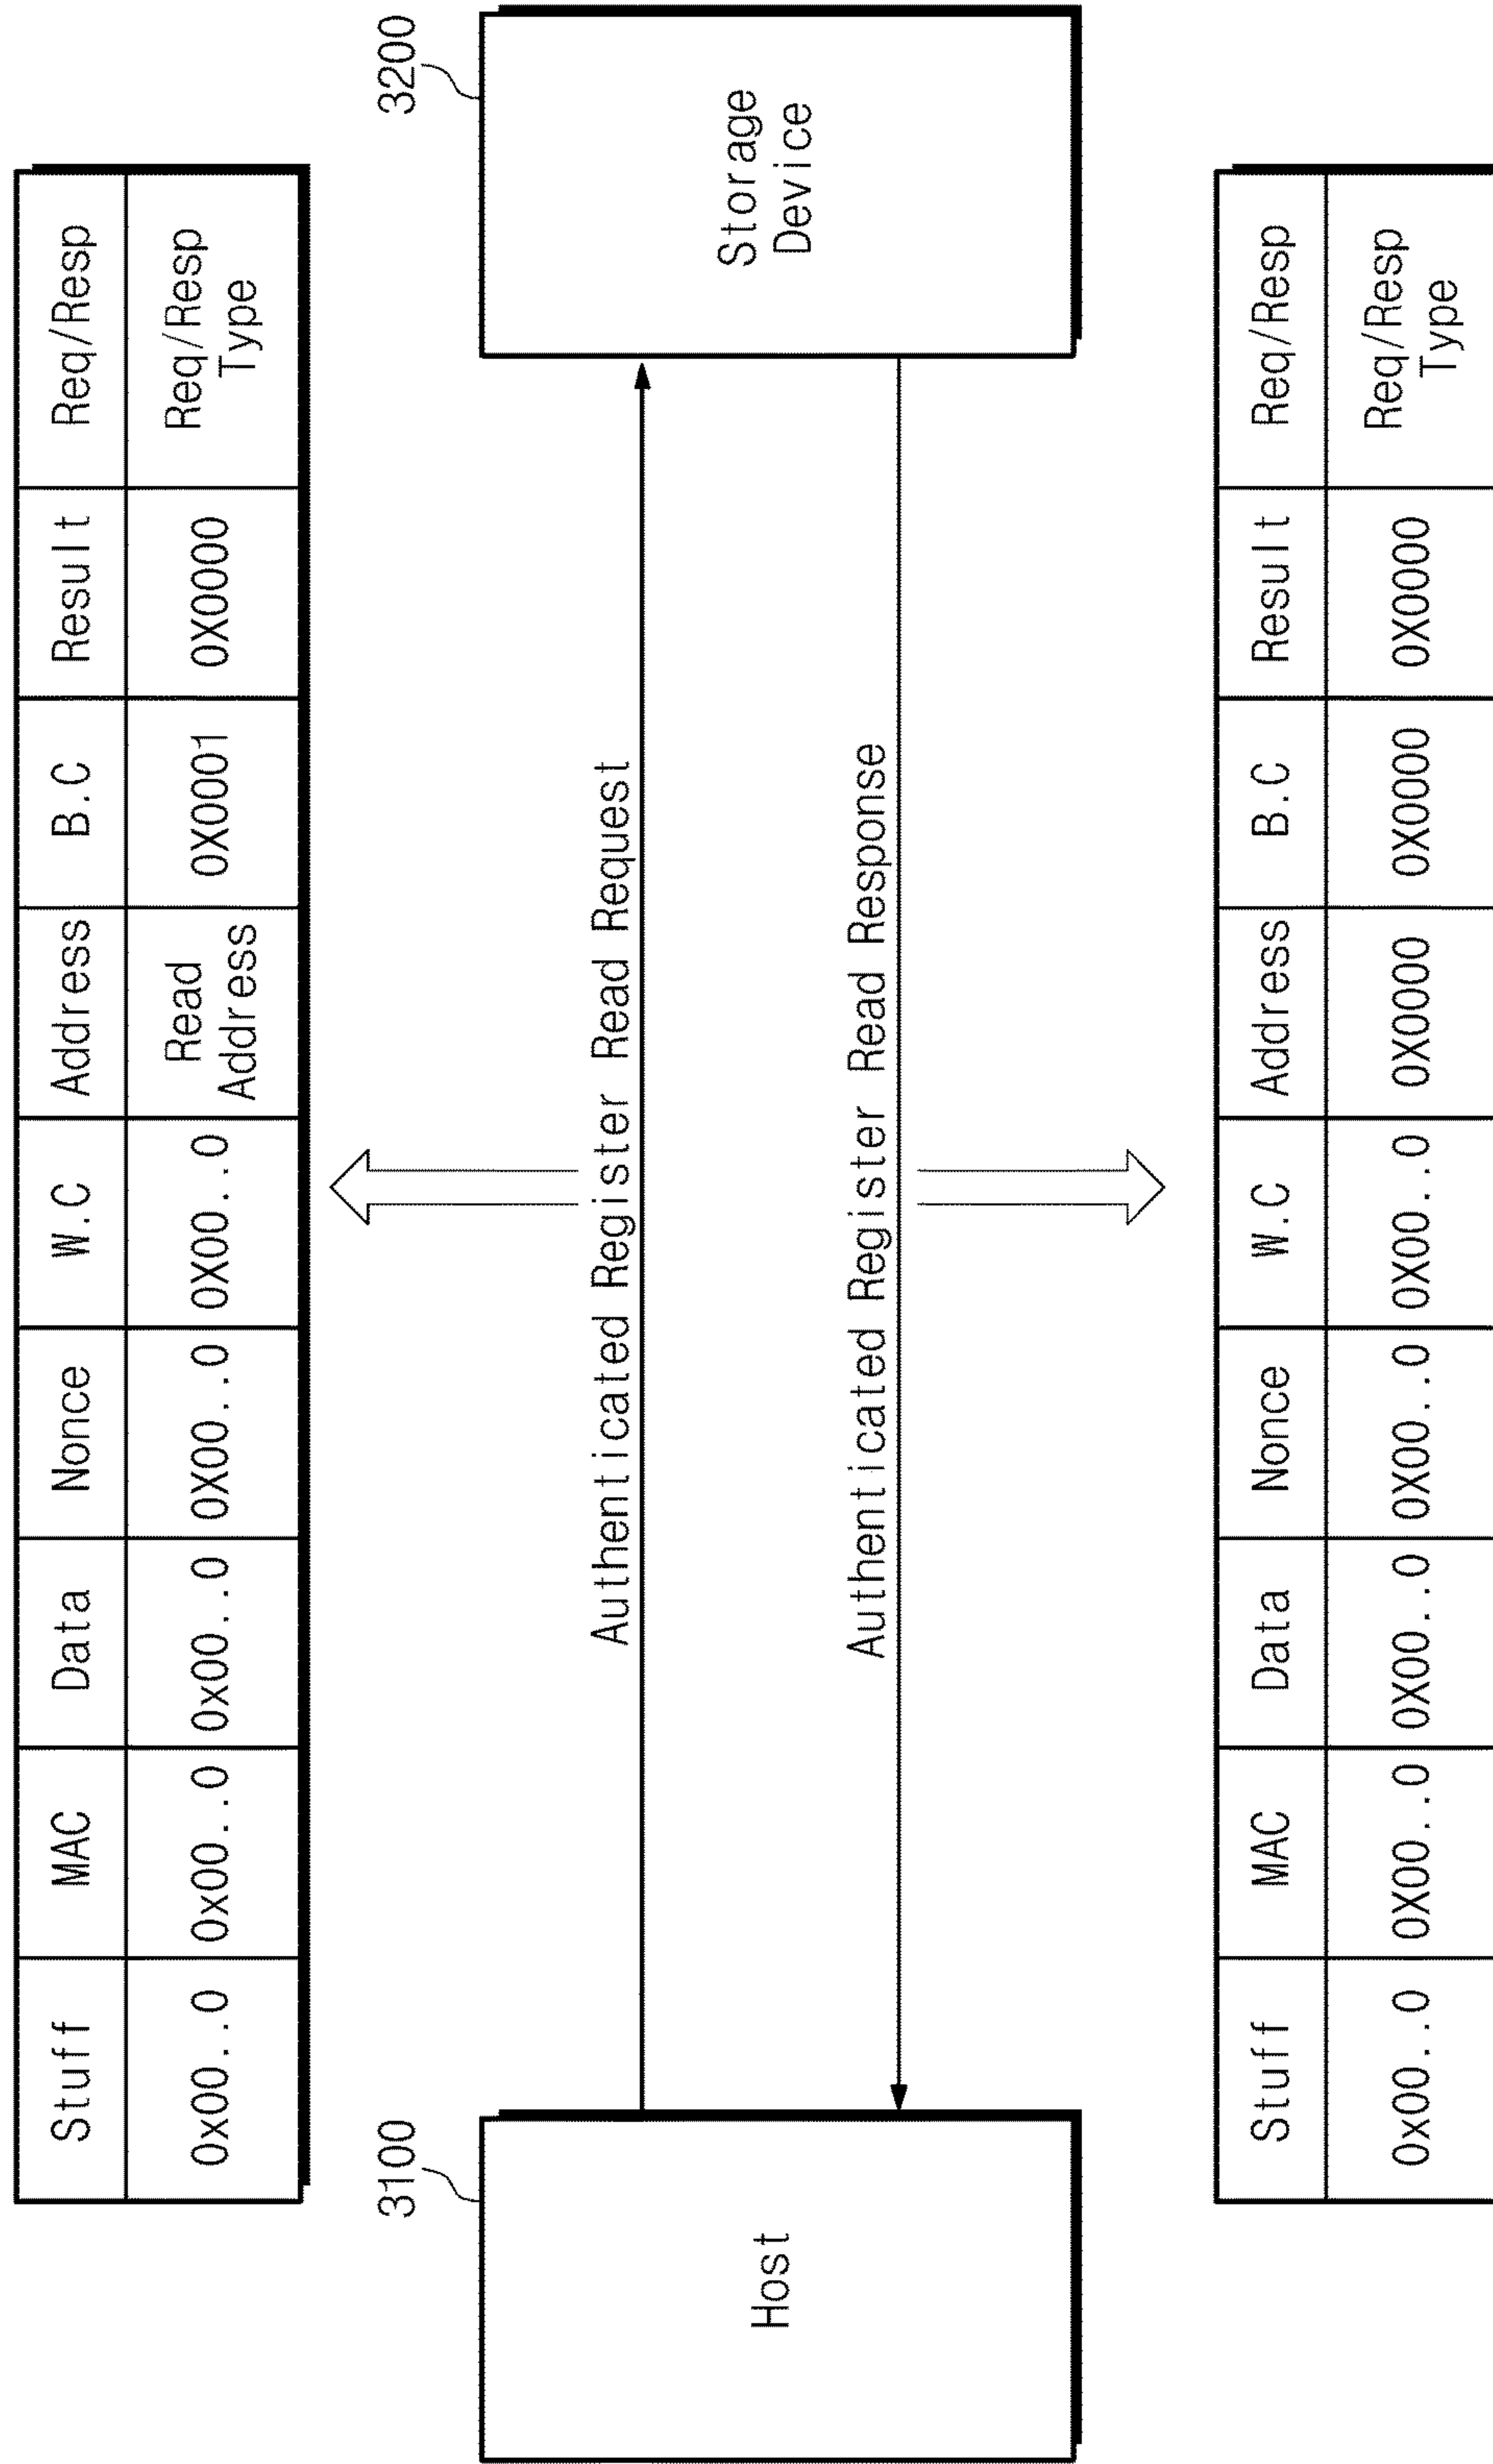 Stuff MAC Data Nonce W.C Address B.C Result Req/Resp
0x00..0 0x00..0 0x00..0 0X00..0 0X00..0 Read Address 0X0001 0X0000 Req/Resp Type
3100
3200
Host
Authenticated Register Read Request
Authenticated Register Read Response
Storage
Device
Stuff MAC Data Nonce W.C Address B.C Result Req/Resp
0x00..0 0X00..0 0X00..0 0X00..0 0X00..0 0X0000 0X0000 0X0000 Req/Resp Type